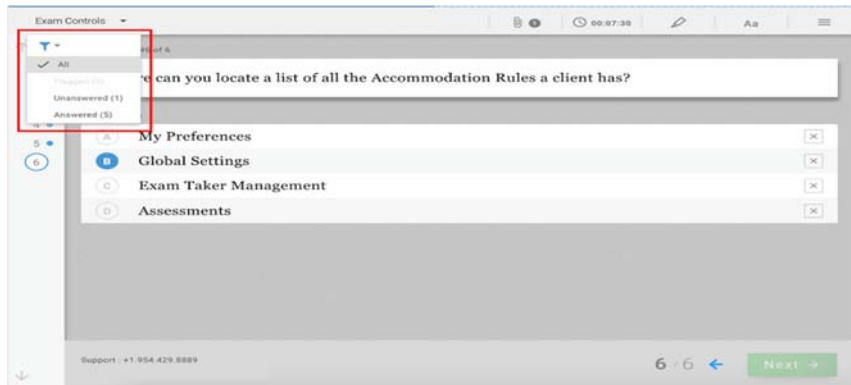 Exam Controls
1
00:07:30
Aa
of 6
All
Flagged (0)
Unanswered (1)
Answered (5)
e can you locate a list of all the Accommodation Rules a client has?
4
5
6
A My Preferences
B Global Settings
C Exam Taker Management
D Assessments
Support : +1.954.429.8889
6 / 6
Next